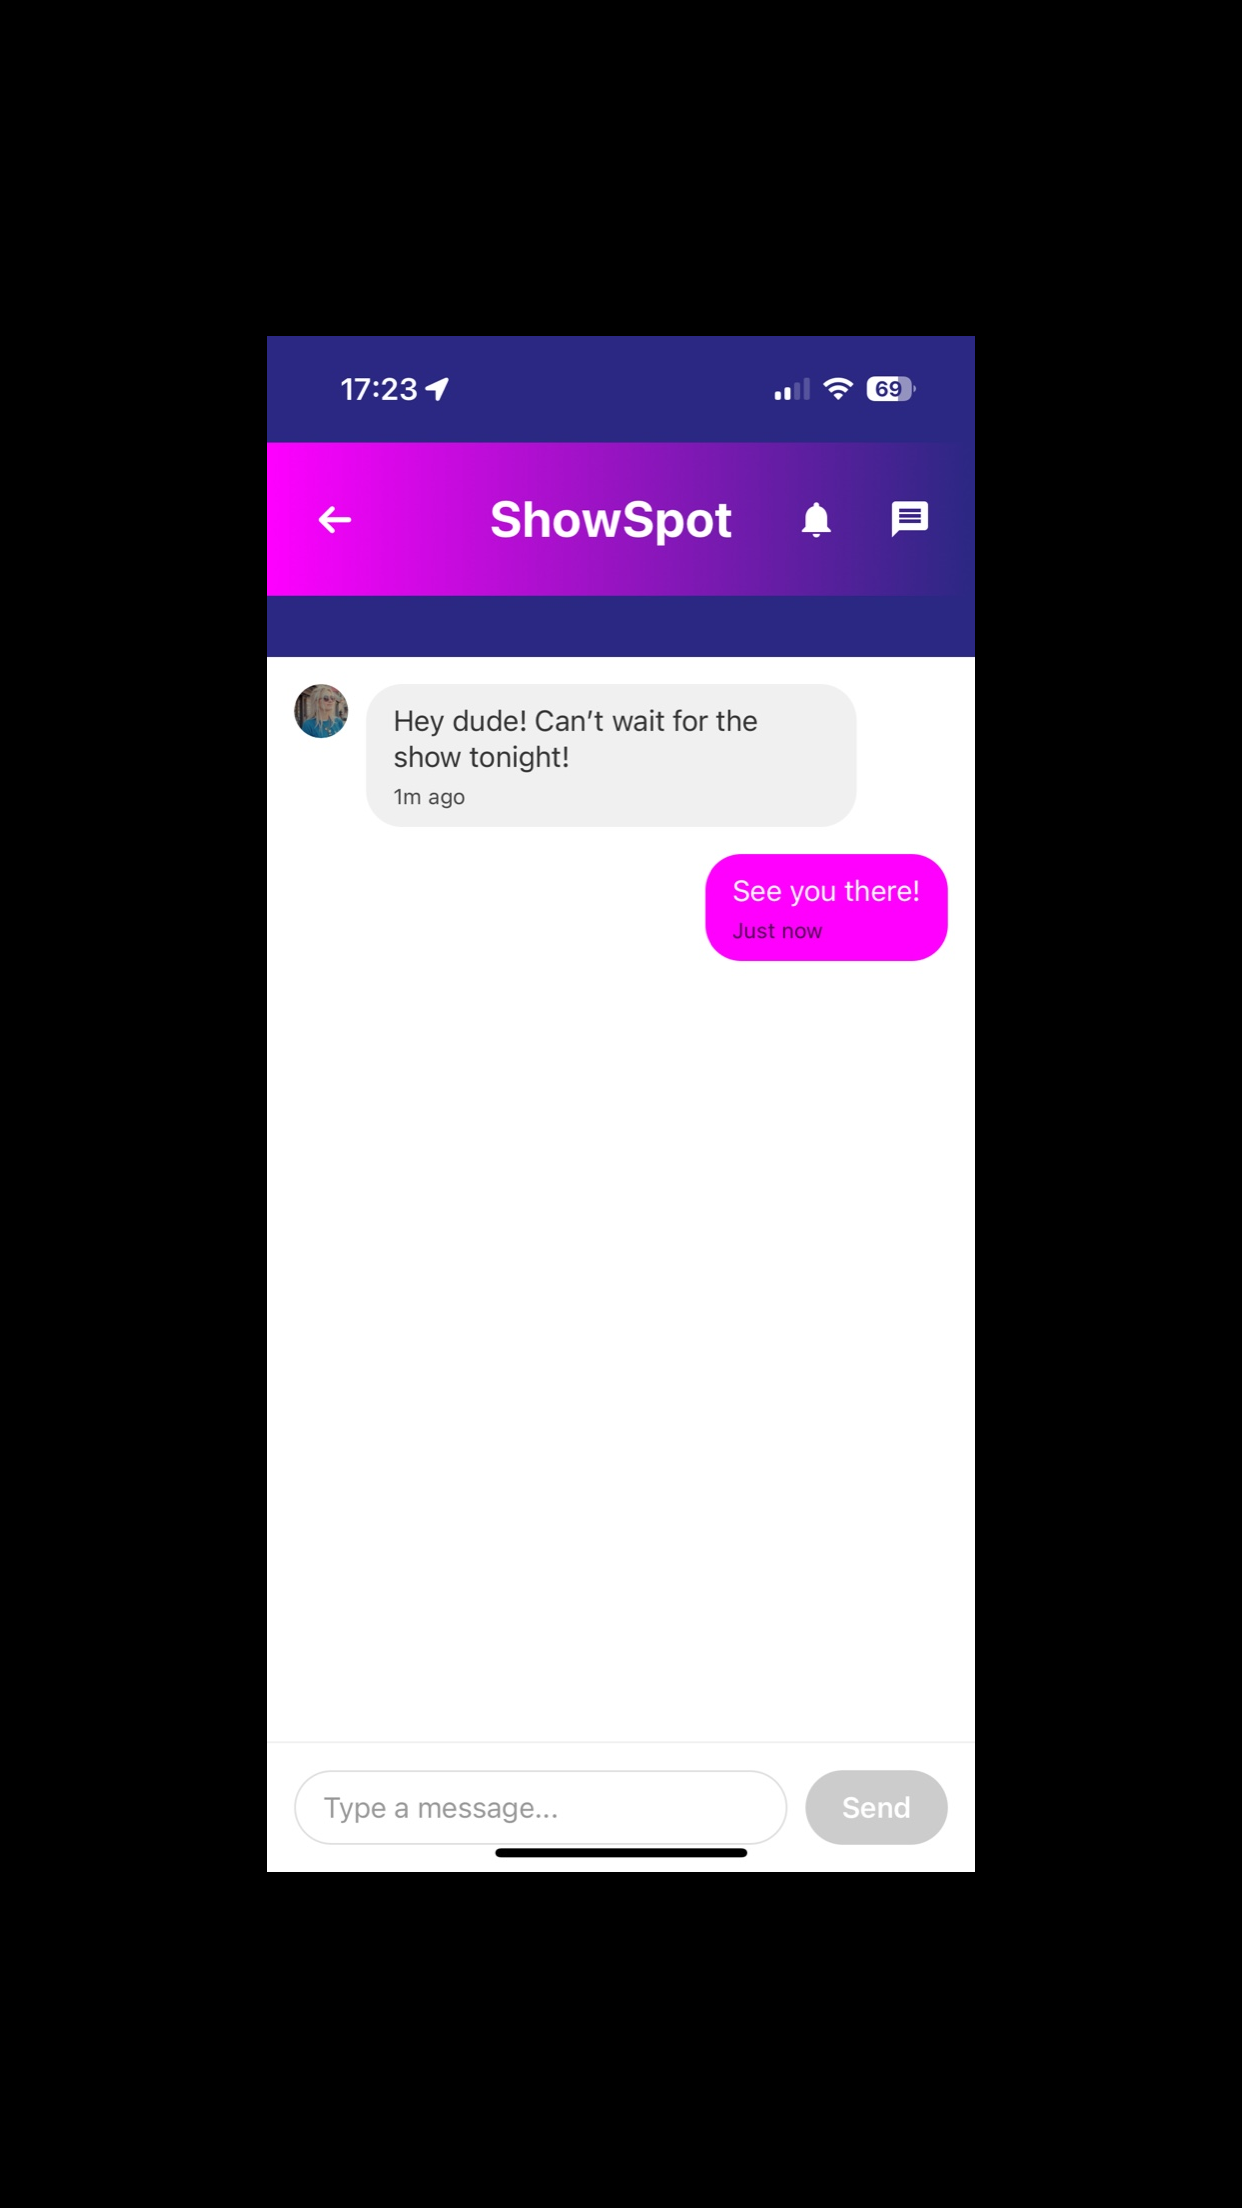 17:23
69
ShowSpot
Hey dude! Can’t wait for the
show tonight!
1m ago
See you there!
Just now
Type a message...
Send